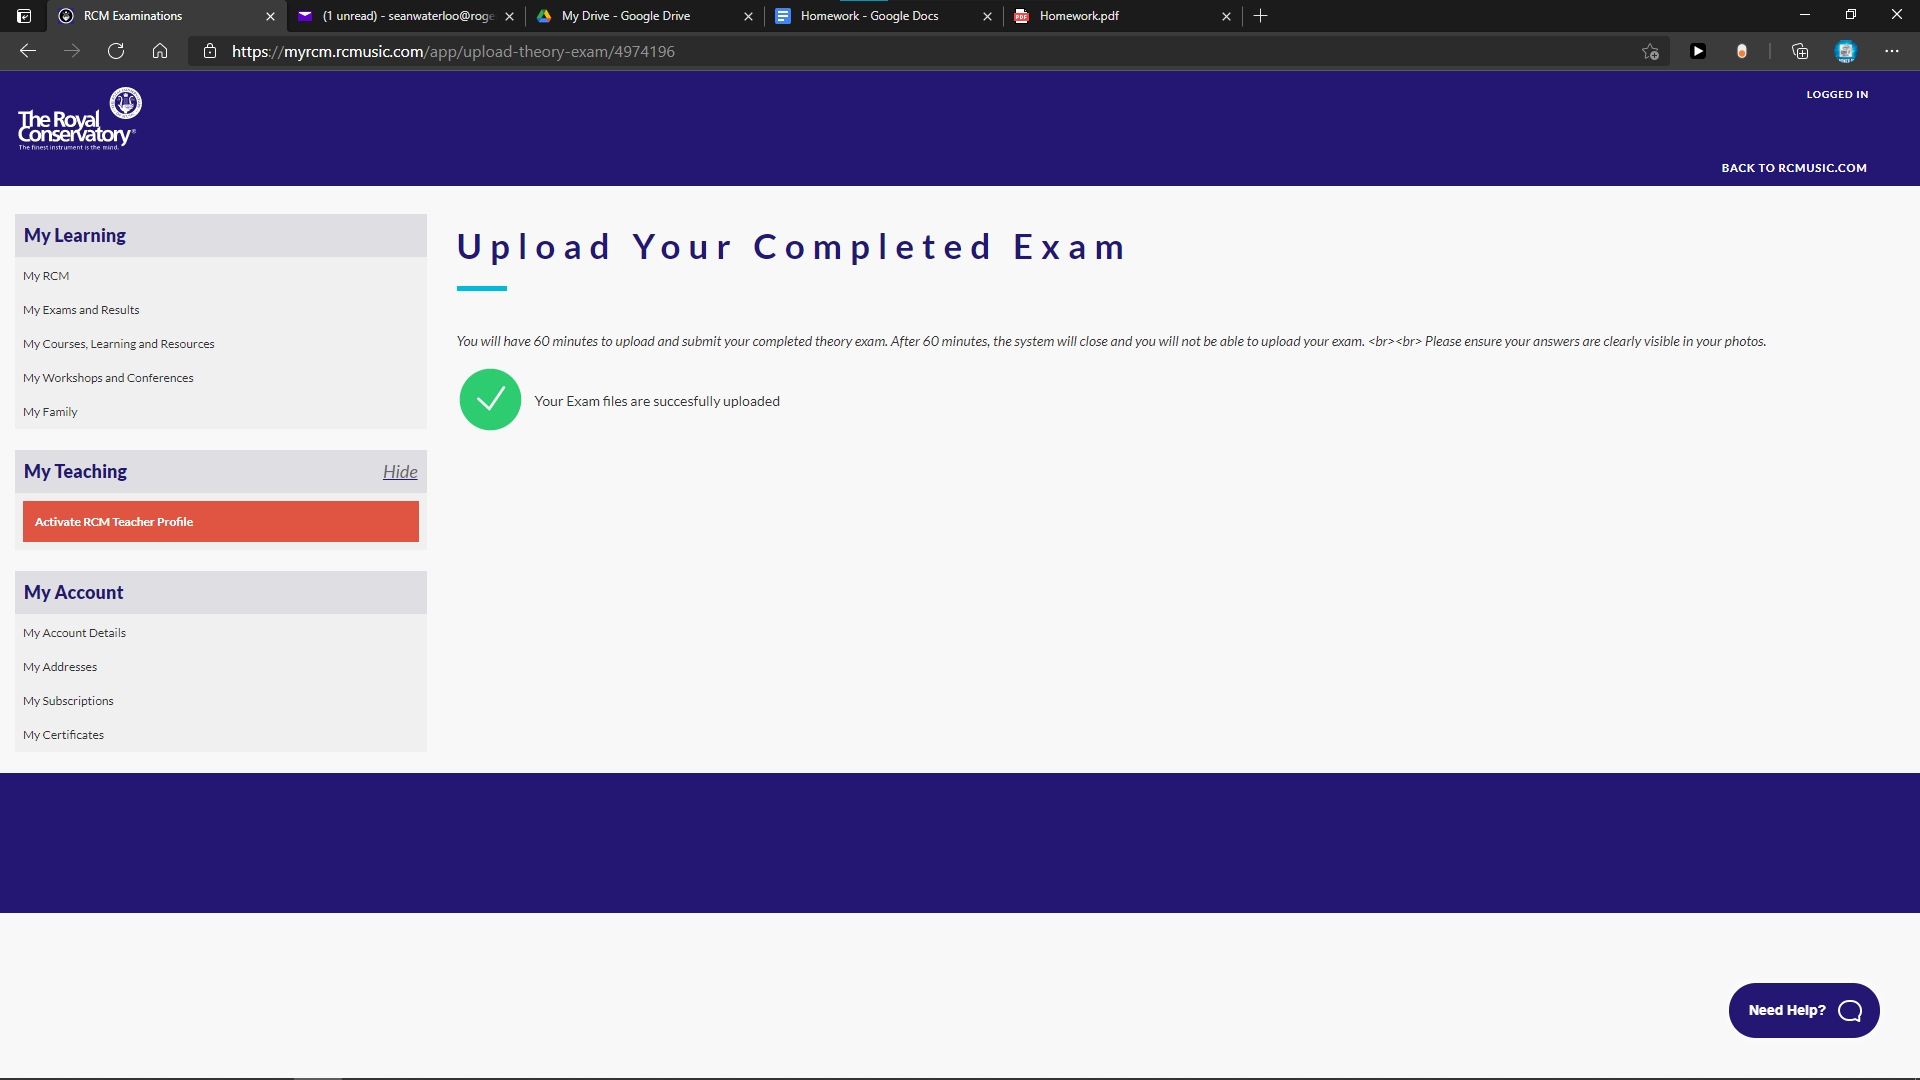 RCM Examinations
(1 unread) - seanwaterloo@roge
My Drive - Google Drive
Homework - Google Docs
PDF
Homework.pdf
https://myrcm.rcmusic.com/app/upload-theory-exam/4974196
The Royal
Conservatory®
The finest instrument is the mind.
LOGGED IN
BACK TO RCMUSIC.COM
My Learning
My RCM
My Exams and Results
My Courses, Learning and Resources
My Workshops and Conferences
My Family
My Teaching
Hide
Activate RCM Teacher Profile
My Account
My Account Details
My Addresses
My Subscriptions
My Certificates
Upload Your Completed Exam
You will have 60 minutes to upload and submit your completed theory exam. After 60 minutes, the system will close and you will not be able to upload your exam. <br><br> Please ensure your answers are clearly visible in your photos.
Your Exam files are succesfully uploaded
Need Help?